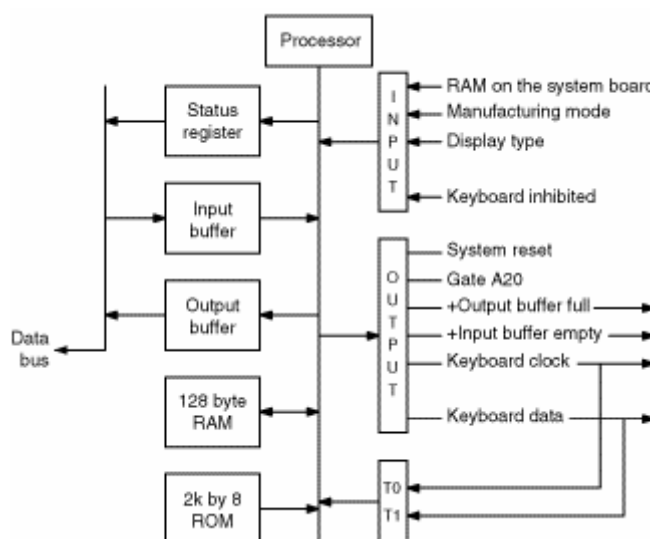 Processor
Status
register
Input
buffer
Output
buffer
Data
bus
128 byte
RAM
2k by 8
ROM
INPUT
RAM on the system board
Manufacturing mode
Display type
Keyboard inhibited
OUTPUT
System reset
Gate A20
+Output buffer full
+Input buffer empty
Keyboard clock
Keyboard data
T0
T1